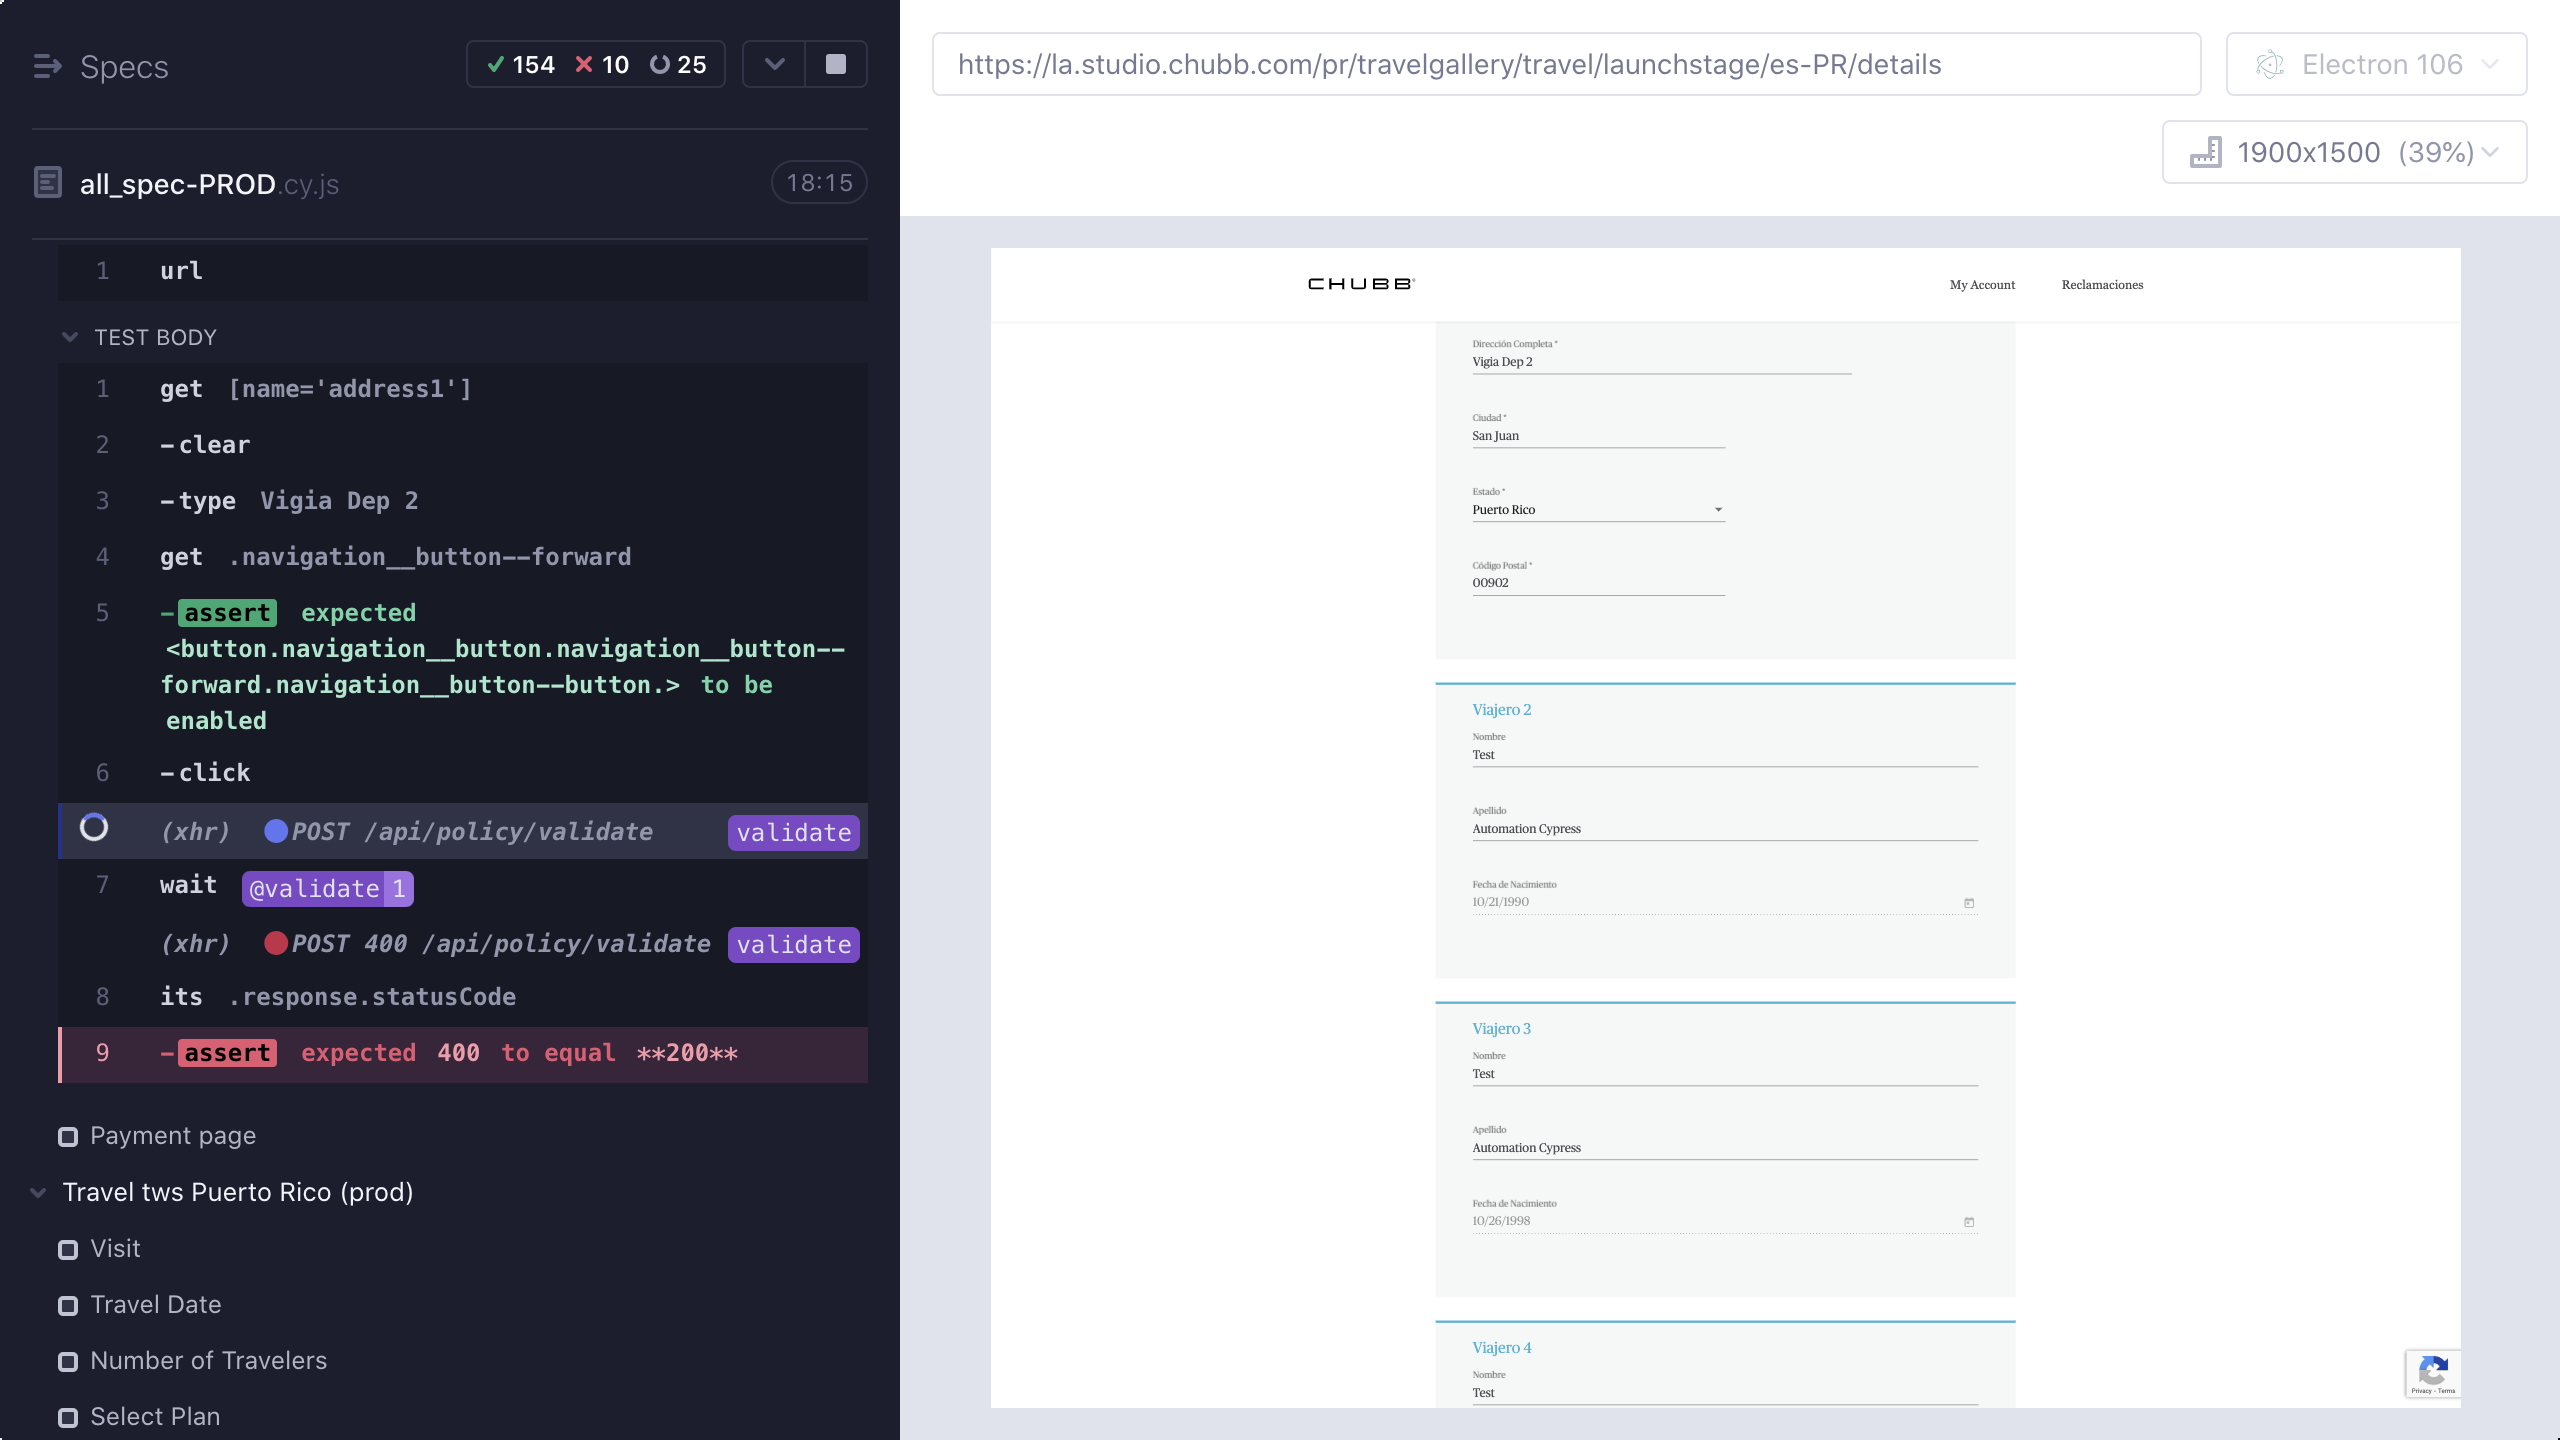 Specs
154 10 25
all_spec-PROD.cy.js
18:15
1 url
TEST BODY
1 get [name='address1']
2 -clear
3 -type Vigia Dep 2
4 get .navigation__button--forward
5 -assert expected
<button.navigation__button.navigation__button--
forward.navigation__button--button.> to be
enabled
6 -click
(xhr) POST /api/policy/validate validate
7 wait @validate 1
(xhr) POST 400 /api/policy/validate validate
8 its .response.statusCode
9 -assert expected 400 to equal **200**
Payment page
Travel tws Puerto Rico (prod)
Visit
Travel Date
Number of Travelers
Select Plan
https://la.studio.chubb.com/pr/travelgallery/travel/launchstage/es-PR/details
Electron 106
1900x1500 (39%)
CHUBB
My Account
Reclamaciones
Dirección Completa *
Vigia Dep 2
Ciudad *
San Juan
Estado *
Puerto Rico
Código Postal *
00902
Viajero 2
Nombre
Test
Apellido
Automation Cypress
Fecha de Nacimiento
10/21/1990
Viajero 3
Nombre
Test
Apellido
Automation Cypress
Fecha de Nacimiento
10/26/1998
Viajero 4
Nombre
Test
Privacy - Terms